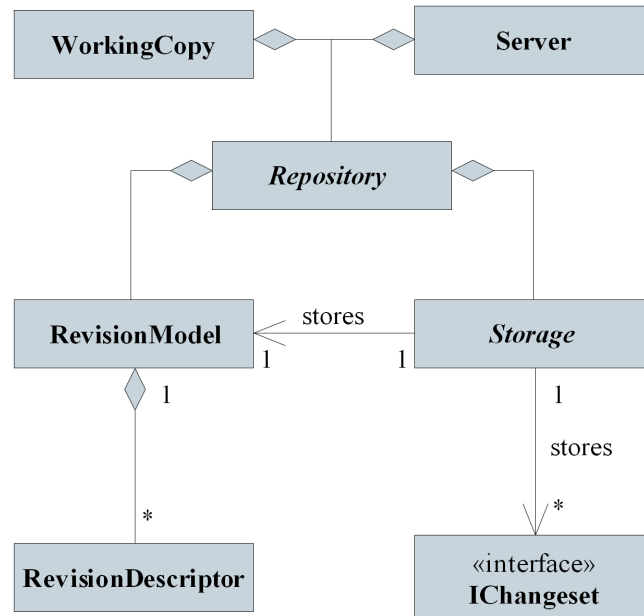 WorkingCopy
Server
Repository
RevisionModel
stores
1
1
Storage
1
1
stores
*
*
RevisionDescriptor
«interface»
IChangeset